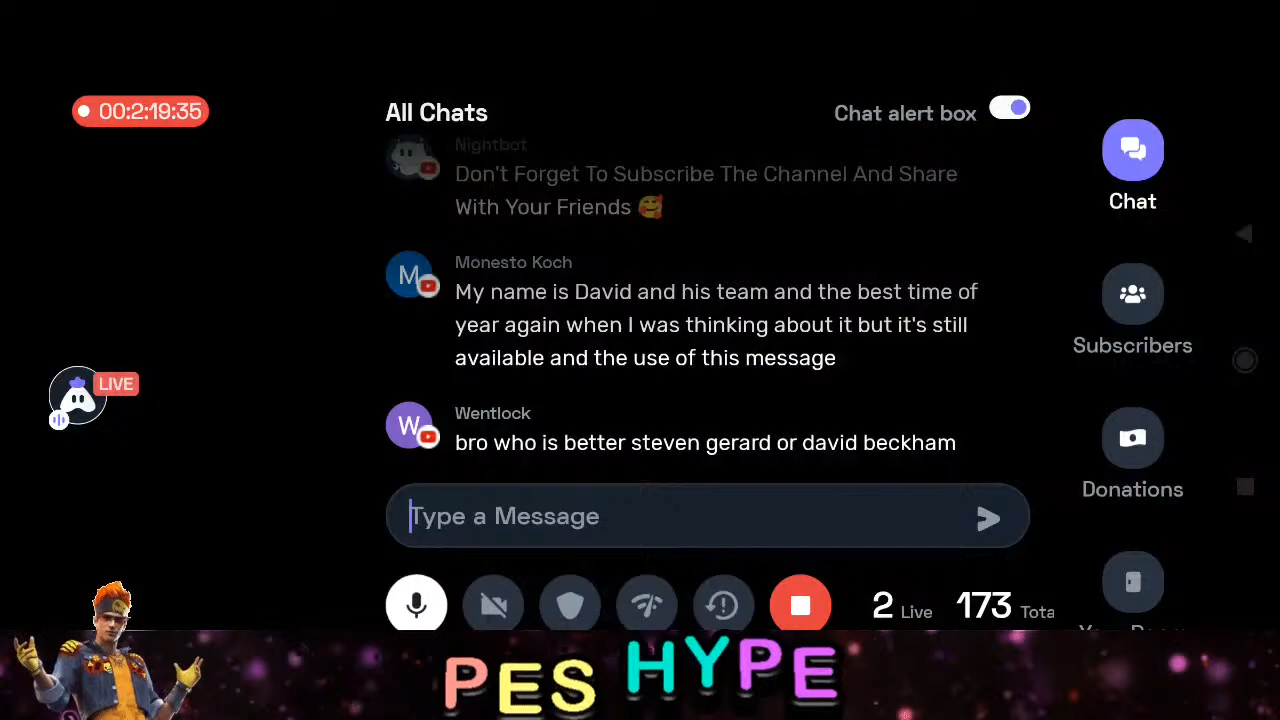 00:2:19:35
All Chats
Chat alert box
Nightbot
Don't Forget To Subscribe The Channel And Share
With Your Friends 🥰
Chat
M
Monesto Koch
My name is David and his team and the best time of
year again when I was thinking about it but it's still
available and the use of this message
Subscribers
LIVE
W
Wentlock
bro who is better steven gerard or david beckham
Donations
Type a Message
2 Live 173 Tota
PES HYPE